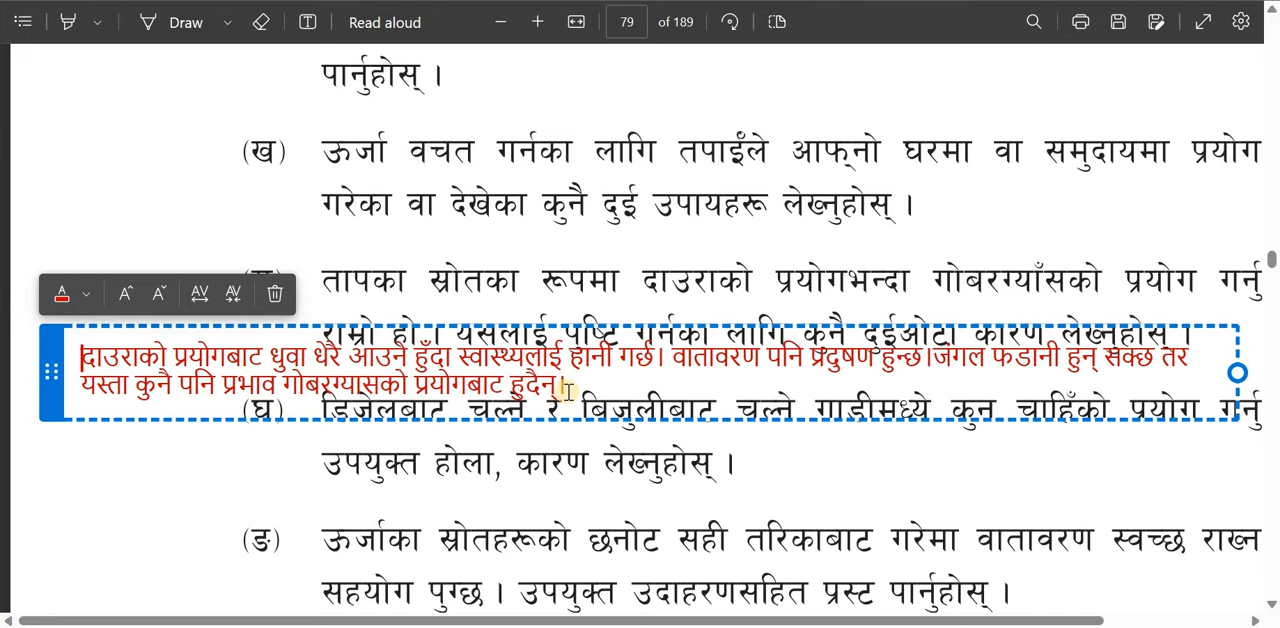 Draw
Read aloud
79 of 189
पार्नुहोस् ।
(ख) ऊर्जा वचत गर्नका लागि तपाईंले आफ्नो घरमा वा समुदायमा प्रयोग
गरेका वा देखेका कुनै दुई उपायहरू लेख्नुहोस् ।
तापका स्रोतका रूपमा दाउराको प्रयोगभन्दा गोबरग्याँसको प्रयोग गर्नु
राम्रो हो । यसलाई पुष्टि गर्नका लागि कुनै दुईओटा कारण लेख्नुहोस् ।
दाउराको प्रयोगबाट धुवा धेरै आउने हुँदा स्वास्थ्यलाई हानी गर्छ। वातावरण पनि प्रदुषण हुन्छ।जंगल फडानी हुन् सक्छ तर
यस्ता कुनै पनि प्रभाव गोबरग्यासको प्रयोगबाट हुदैन्।
(घ) डिजेलबाट चल्ने र बिजुलीबाट चल्ने गाडीमध्ये कुन चाहिँको प्रयोग गर्नु
उपयुक्त होला, कारण लेख्नुहोस् ।
(ङ) ऊर्जाका स्रोतहरूको छनोट सही तरिकाबाट गरेमा वातावरण स्वच्छ राख्न
सहयोग पुग्छ । उपयुक्त उदाहरणसहित प्रस्ट पार्नुहोस् ।